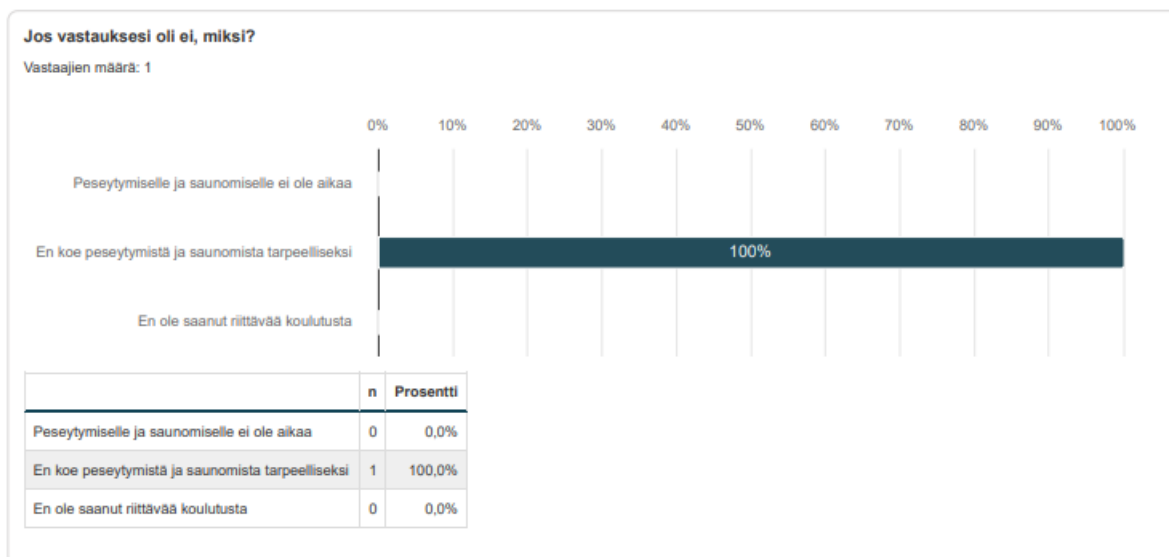 Jos vastauksesi oli ei, miksi?
Vastaajien määrä: 1
0% 10% 20% 30% 40% 50% 60% 70% 80% 90% 100%
Peseytymiselle ja saunomiselle ei ole aikaa
En koe peseytymistä ja saunomista tarpeelliseksi 100%
En ole saanut riittävää koulutusta
n Prosentti
Peseytymiselle ja saunomiselle ei ole aikaa 0 0,0%
En koe peseytymistä ja saunomista tarpeelliseksi 1 100,0%
En ole saanut riittävää koulutusta 0 0,0%